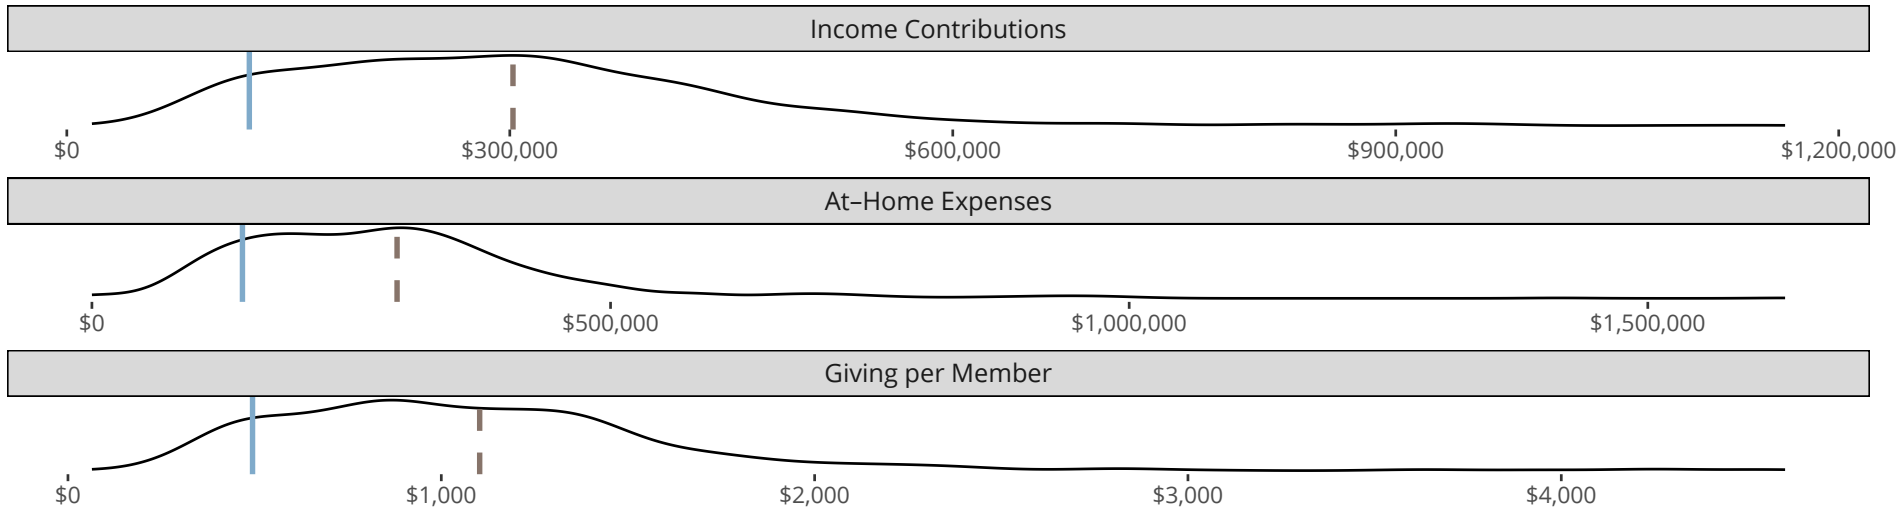 Income Contributions
$0 $300,000 $600,000 $900,000 $1,200,000
At–Home Expenses
$0 $500,000 $1,000,000 $1,500,000
Giving per Member
$0 $1,000 $2,000 $3,000 $4,000